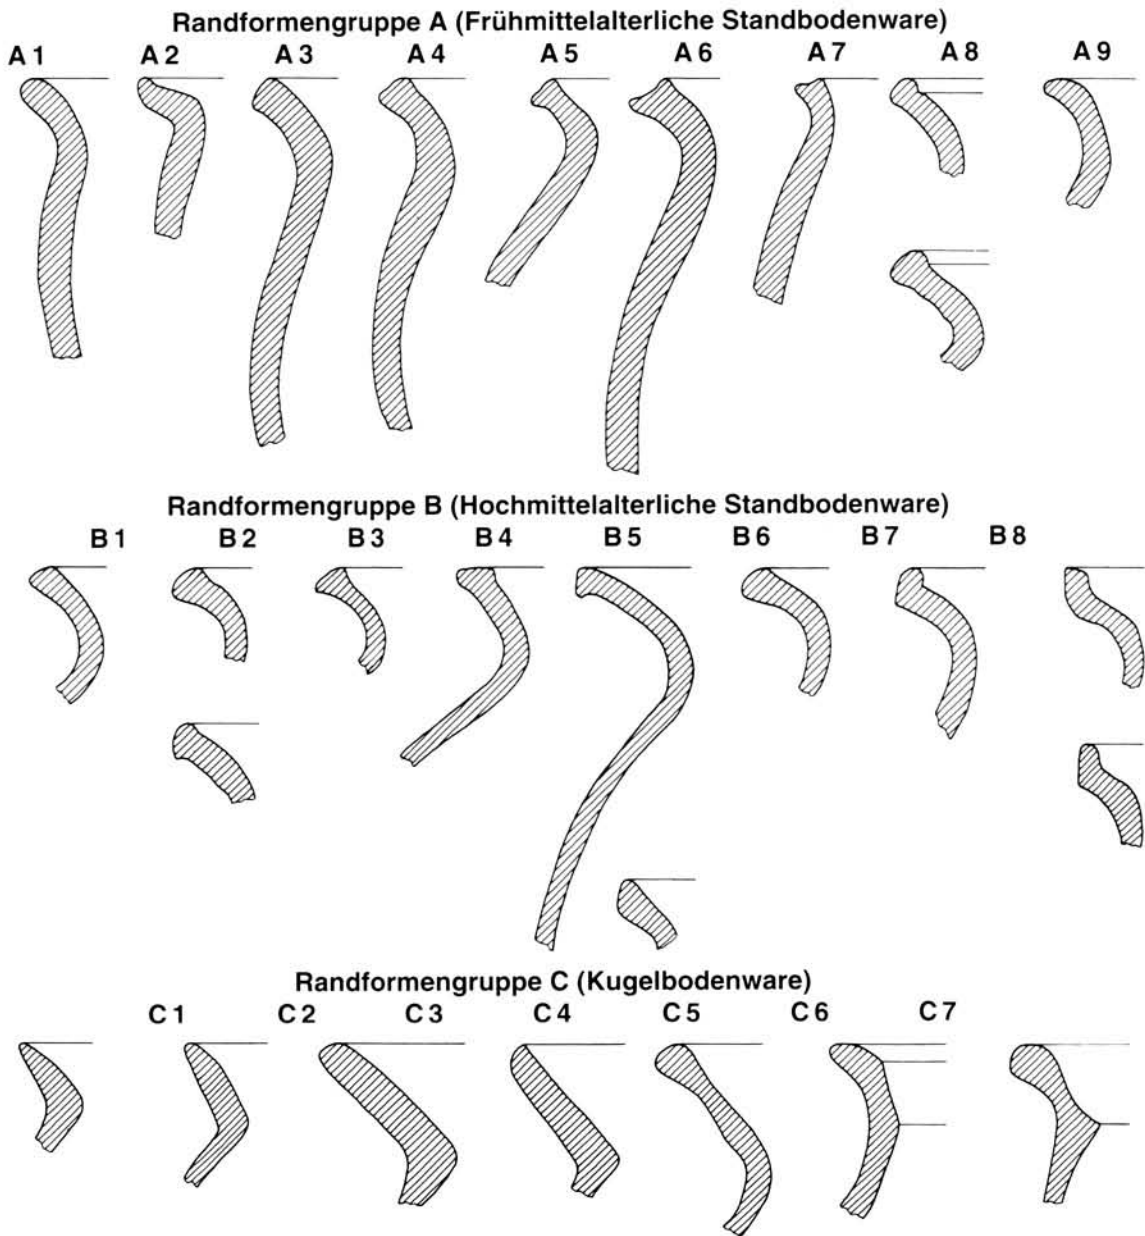 Randformengruppe A (Frühmittelalterliche Standbodenware)
A 1 A 2 A 3 A 4 A 5 A 6 A 7 A 8 A 9
Randformengruppe B (Hochmittelalterliche Standbodenware)
B 1 B 2 B 3 B 4 B 5 B 6 B 7 B 8
Randformengruppe C (Kugelbodenware)
C 1 C 2 C 3 C 4 C 5 C 6 C 7